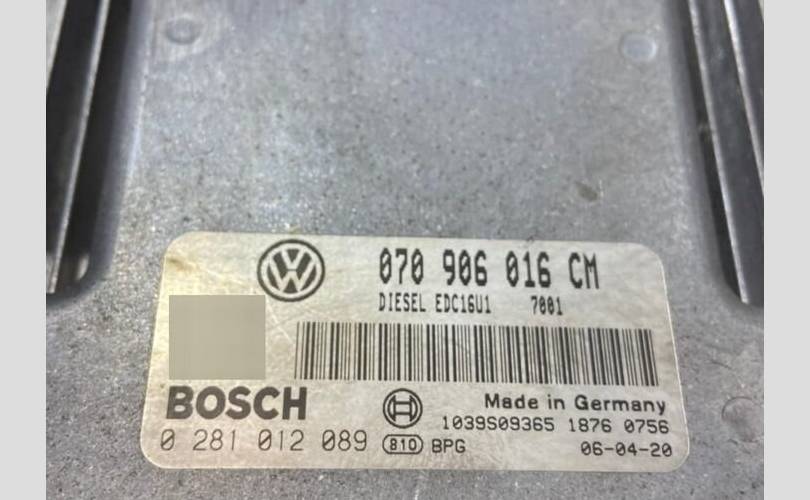 070 906 016 CM
DIESEL EDC16U1 7001
BOSCH
Made in Germany
1039S09365 1876 0756
0 281 012 089 810 BPG 06-04-20